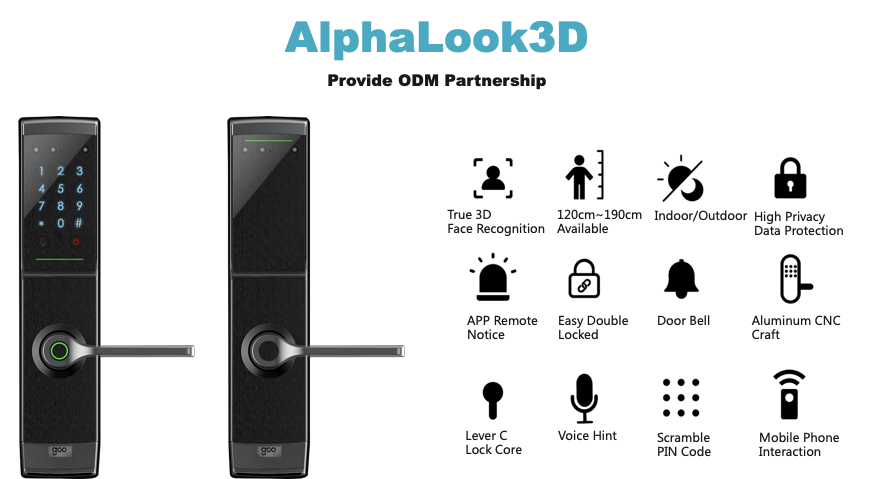 AlphaLook3D
Provide ODM Partnership
1 2 3
4 5 6
7 8 9
* 0 #
goo
goo
True 3D
Face Recognition
120cm~190cm
Available
Indoor/Outdoor
High Privacy
Data Protection
APP Remote
Notice
Easy Double
Locked
Door Bell
Aluminum CNC
Craft
Lever C
Lock Core
Voice Hint
Scramble
PIN Code
Mobile Phone
Interaction